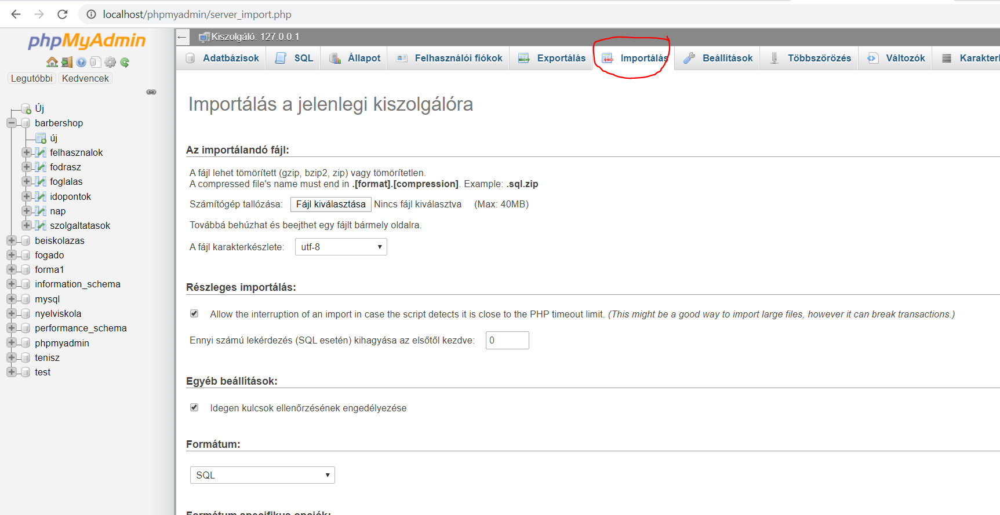 localhost/phpmyadmin/server_import.php
phpMyAdmin
Legutóbbi Kedvencek
Új
barbershop
új
felhasznalok
fodrasz
foglalas
idopontok
nap
szolgaltatasok
beiskolazas
fogado
forma1
information_schema
mysql
nyelviskola
performance_schema
phpmyadmin
tenisz
test
Kiszolgáló: 127.0.0.1
Adatbázisok SQL Állapot Felhasználói fiókok Exportálás Importálás Beállítások Többszörözés Változók
Importálás a jelenlegi kiszolgálóra
Az importálandó fájl:
A fájl lehet tömörített (gzip, bzip2, zip) vagy tömörítetlen.
A compressed file's name must end in .[format].[compression]. Example: .sql.zip
Számítógép tallózása: Fájl kiválasztása Nincs fájl kiválasztva (Max: 40MB)
Továbbá behúzhat és beejthet egy fájlt bármely oldalra.
A fájl karakterkészlete: utf-8
Részleges importálás:
Allow the interruption of an import in case the script detects it is close to the PHP timeout limit. (This might be a good way to import large files, however it can break transactions.)
Ennyi számú lekérdezés (SQL esetén) kihagyása az elsőtől kezdve: 0
Egyéb beállítások:
Idegen kulcsok ellenőrzésének engedélyezése
Formátum:
SQL
Formátum specifikus opciók: